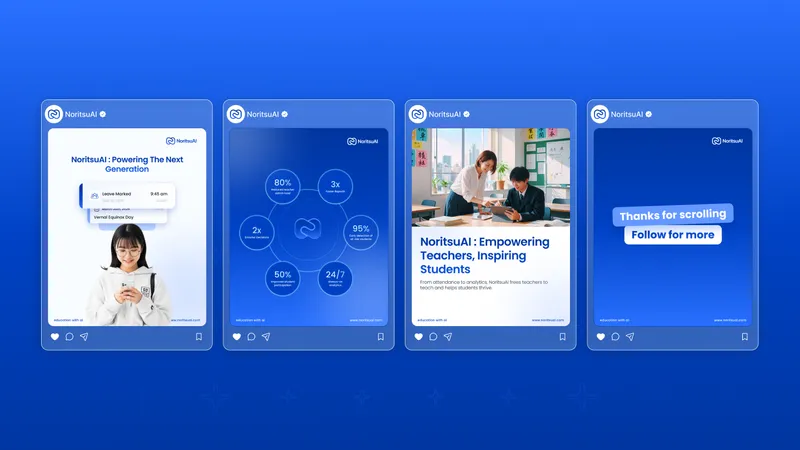 NoritsuAI
NoritsuAI
NoritsuAI : Powering The Next
Generation
Leave Marked
9:45 am
Vernal Equinox Day
education with ai
www.noritsuai.com
NoritsuAI
NoritsuAI
80%
3x
2x
95%
50%
24/7
education with ai
www.noritsuai.com
NoritsuAI
NoritsuAI : Empowering
Teachers, Inspiring
Students
From attendance to analytics, NoritsuAI frees teachers to
teach and helps students thrive.
education with ai
www.noritsuai.com
NoritsuAI
NoritsuAI
Thanks for scrolling
Follow for more
education with ai
www.noritsuai.com